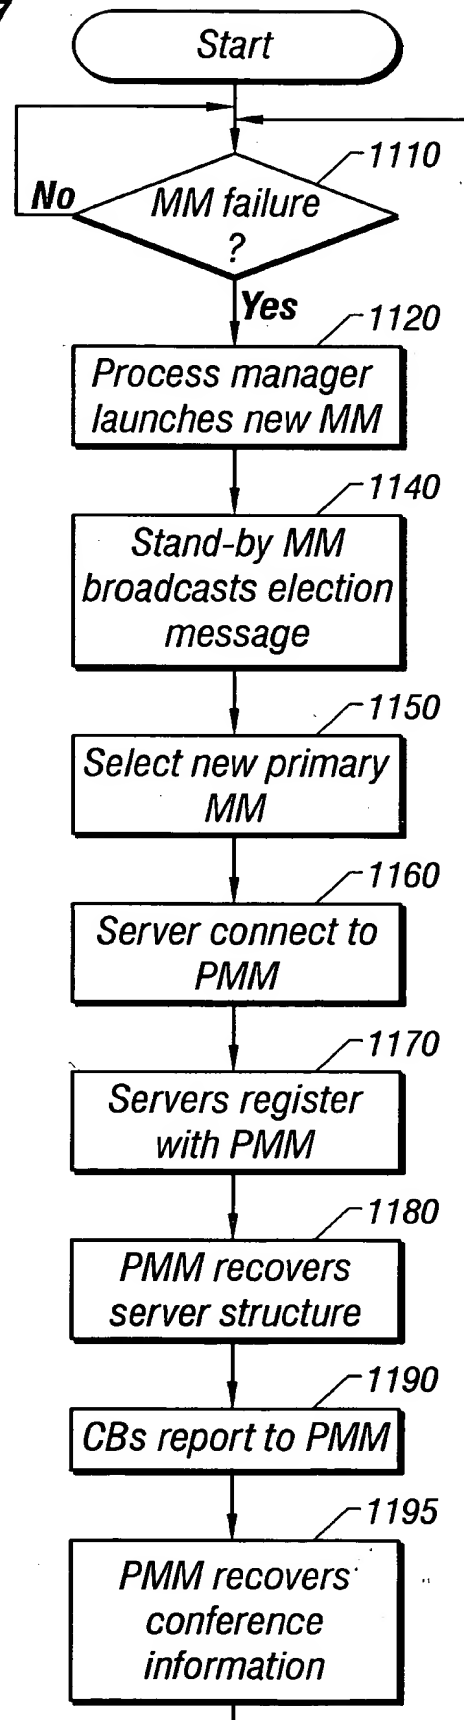 7
Start
1110
MM failure
?
No
Yes
1120
Process manager
launches new MM
1140
Stand-by MM
broadcasts election
message
1150
Select new primary
MM
1160
Server connect to
PMM
1170
Servers register
with PMM
1180
PMM recovers
server structure
1190
CBs report to PMM
1195
PMM recovers
conference
information